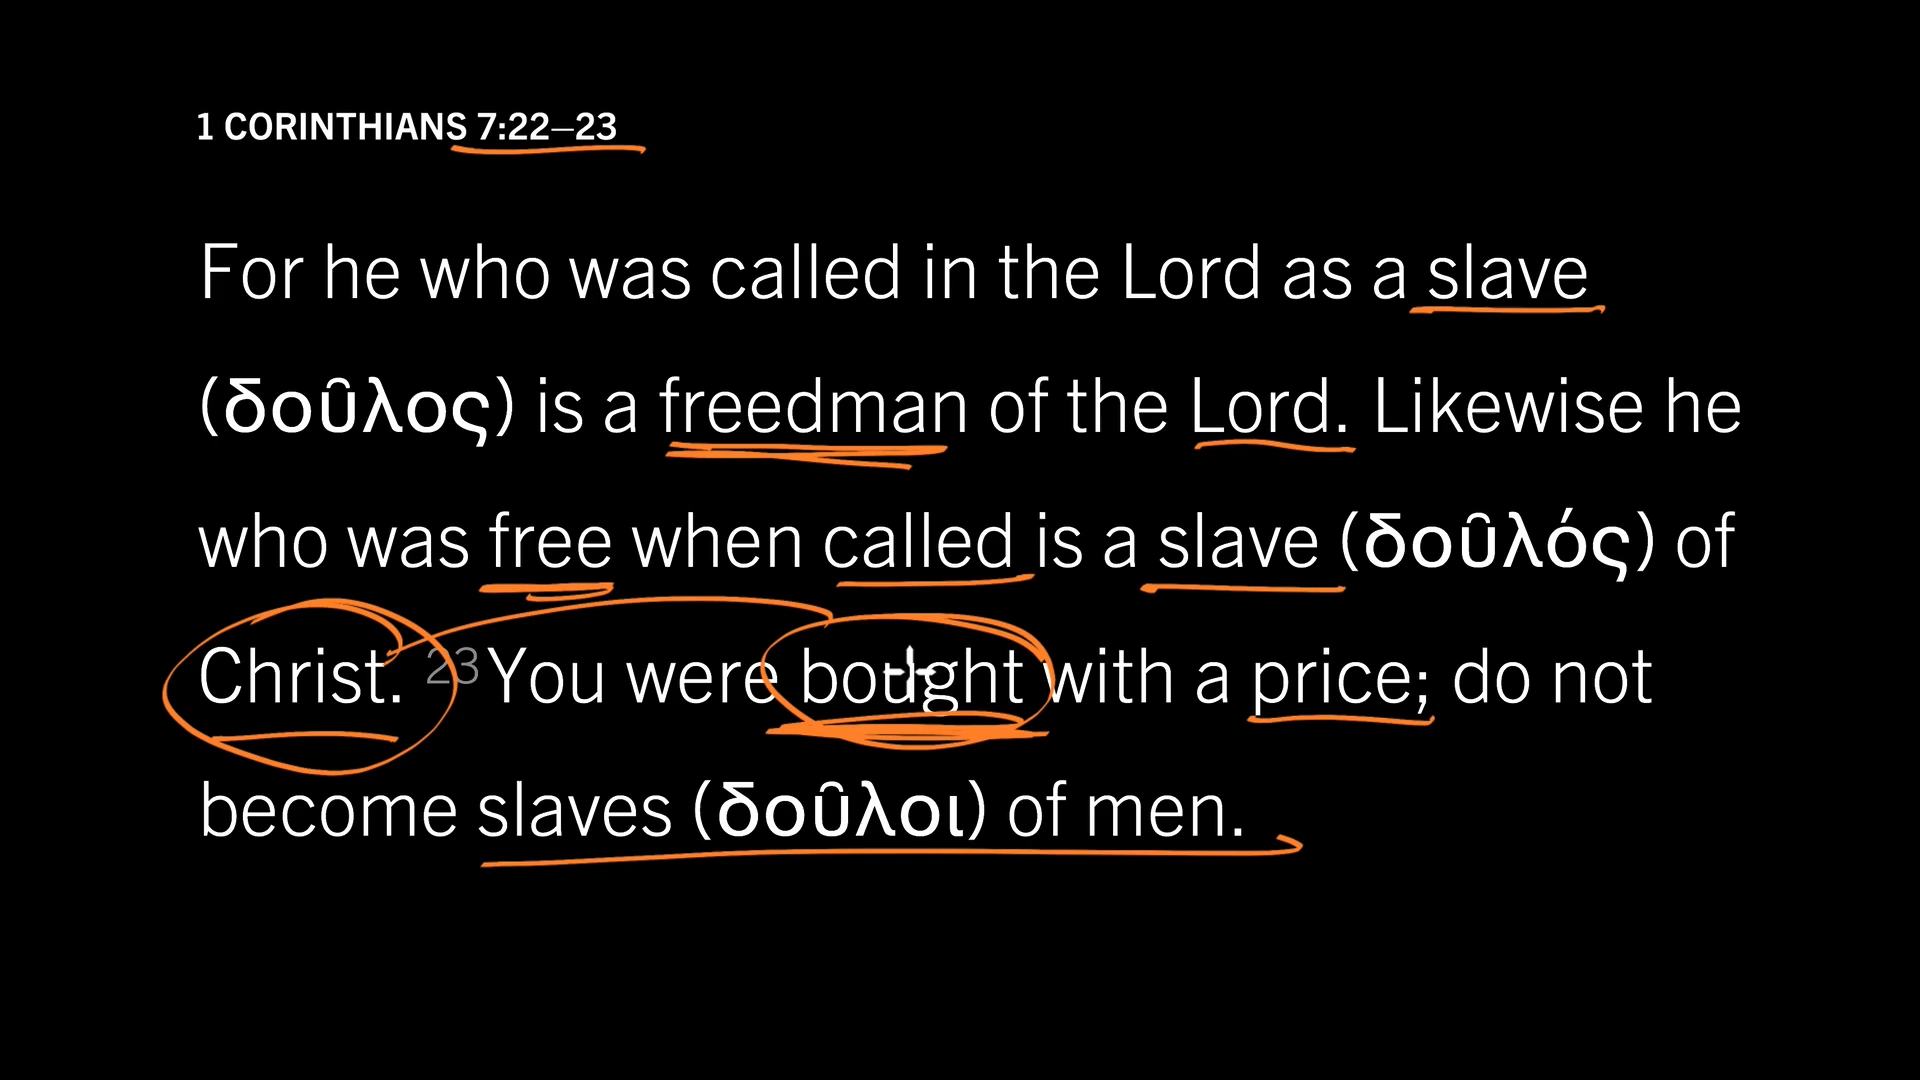 1 CORINTHIANS 7:22–23
For he who was called in the Lord as a slave
(δοῦλος) is a freedman of the Lord. Likewise he
who was free when called is a slave (δοῦλός) of
Christ. 23 You were bought with a price; do not
become slaves (δοῦλοι) of men.